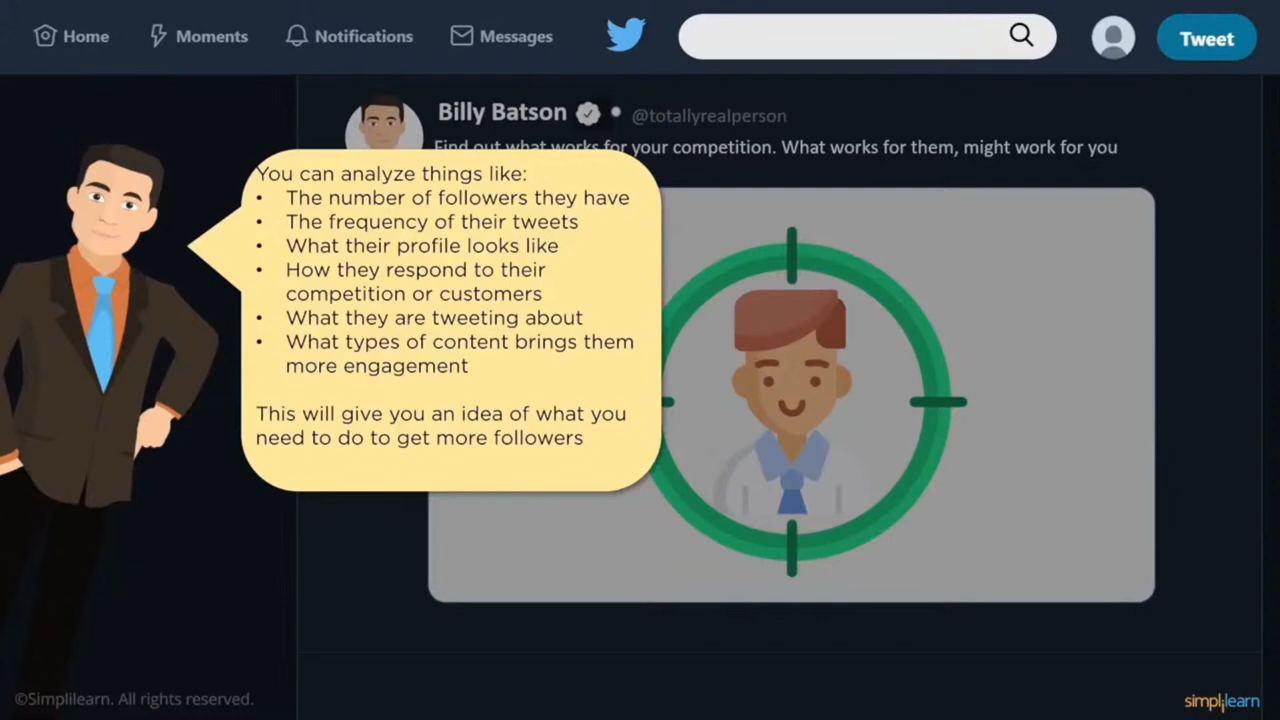 Home
Moments
Notifications
Messages
Tweet
Billy Batson
@totallyrealperson
Find out what works for your competition. What works for them, might work for you
You can analyze things like:
• The number of followers they have
• The frequency of their tweets
• What their profile looks like
• How they respond to their
competition or customers
• What they are tweeting about
• What types of content brings them
more engagement
This will give you an idea of what you
need to do to get more followers
©Simplilearn. All rights reserved.
simplilearn